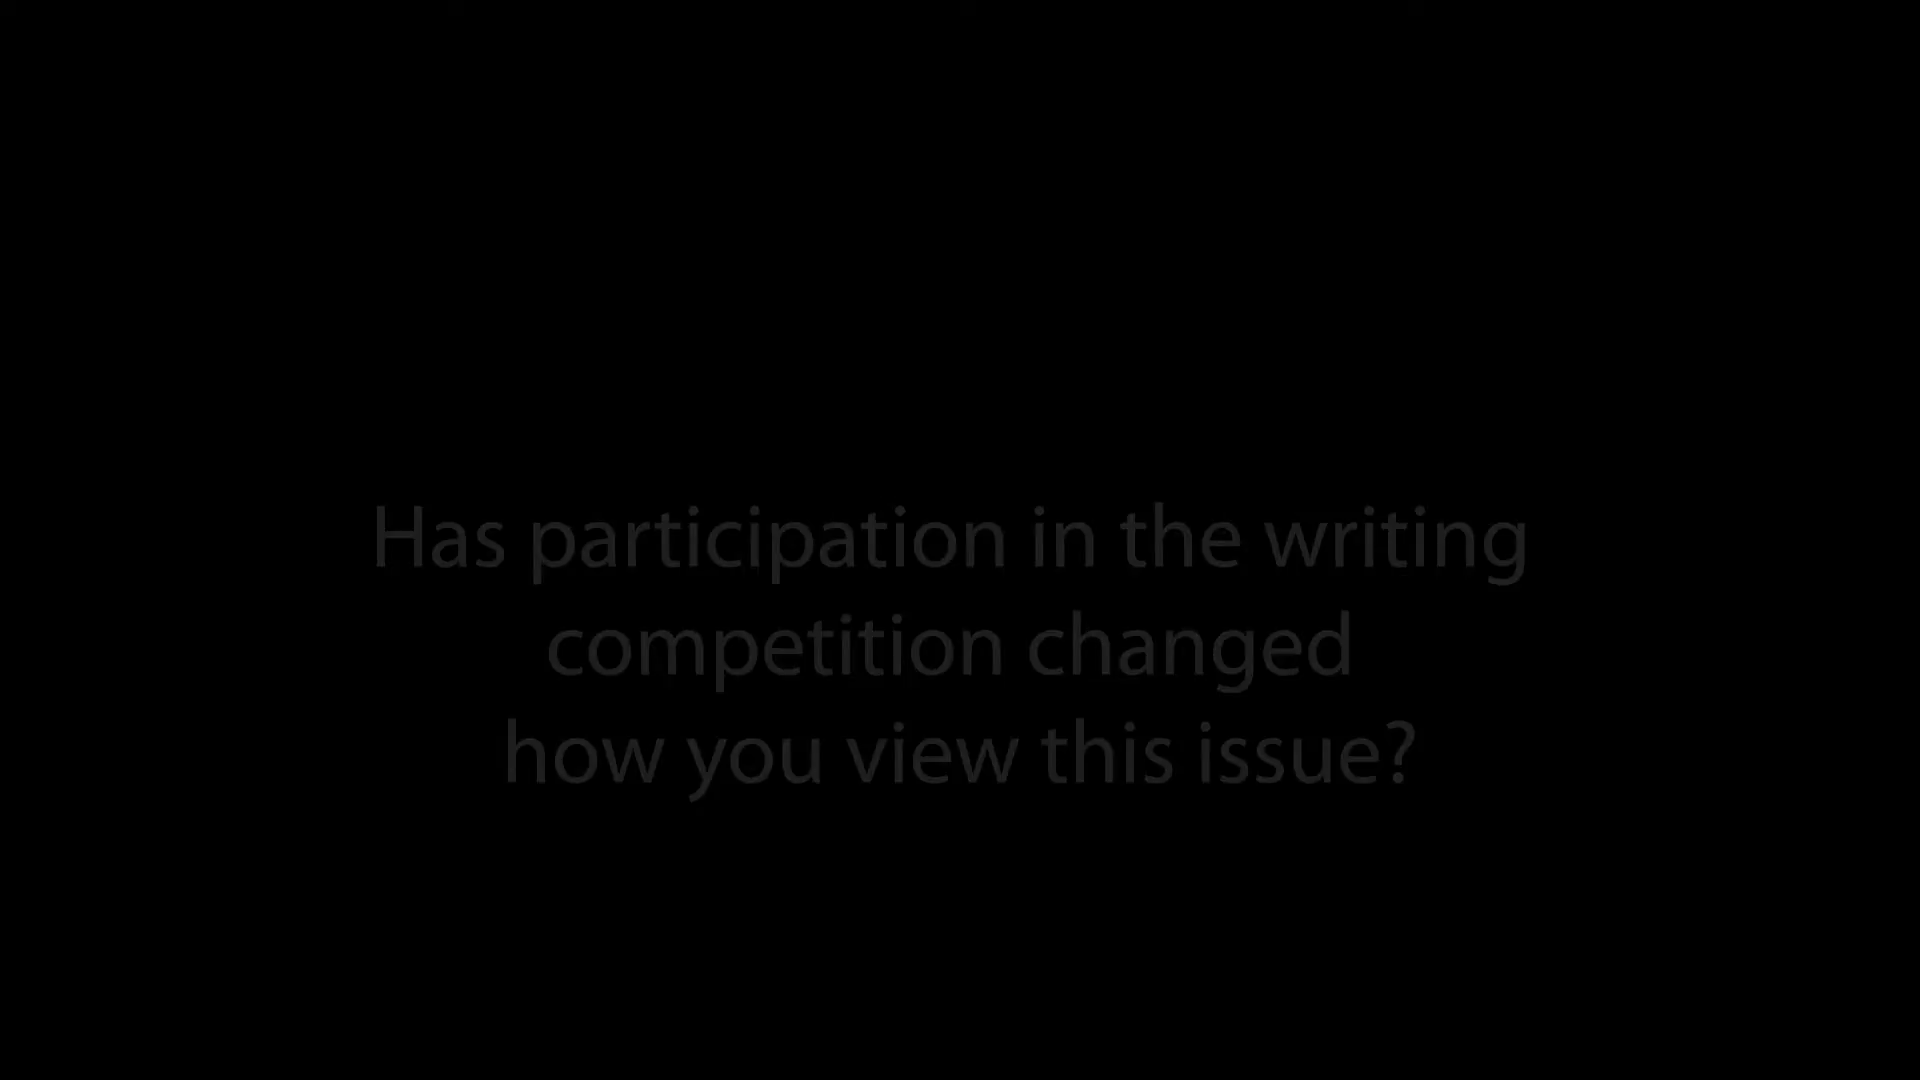 Has participation in the writing
competition changed
how you view this issue?